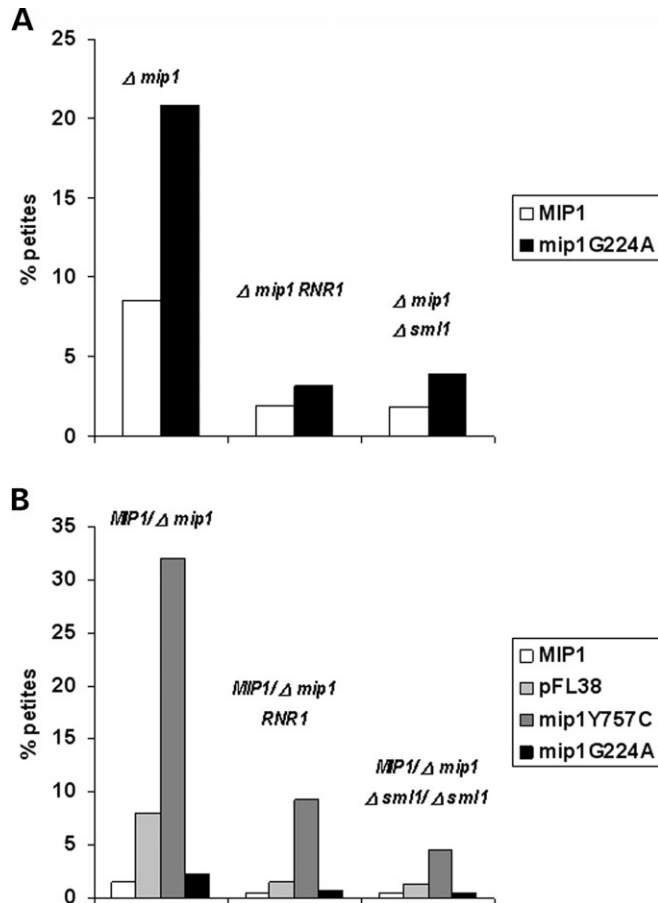 A
25
20
15
10
5
0
% petites
Δ mip1
Δ mip1 RNR1
Δ mip1
Δ sml1
MIP1
mip1G224A
B
35
30
25
20
15
10
5
0
% petites
MIP1/Δ mip1
MIP1/Δ mip1
RNR1
MIP1/Δ mip1
Δ sml1/Δ sml1
MIP1
pFL38
mip1Y757C
mip1G224A